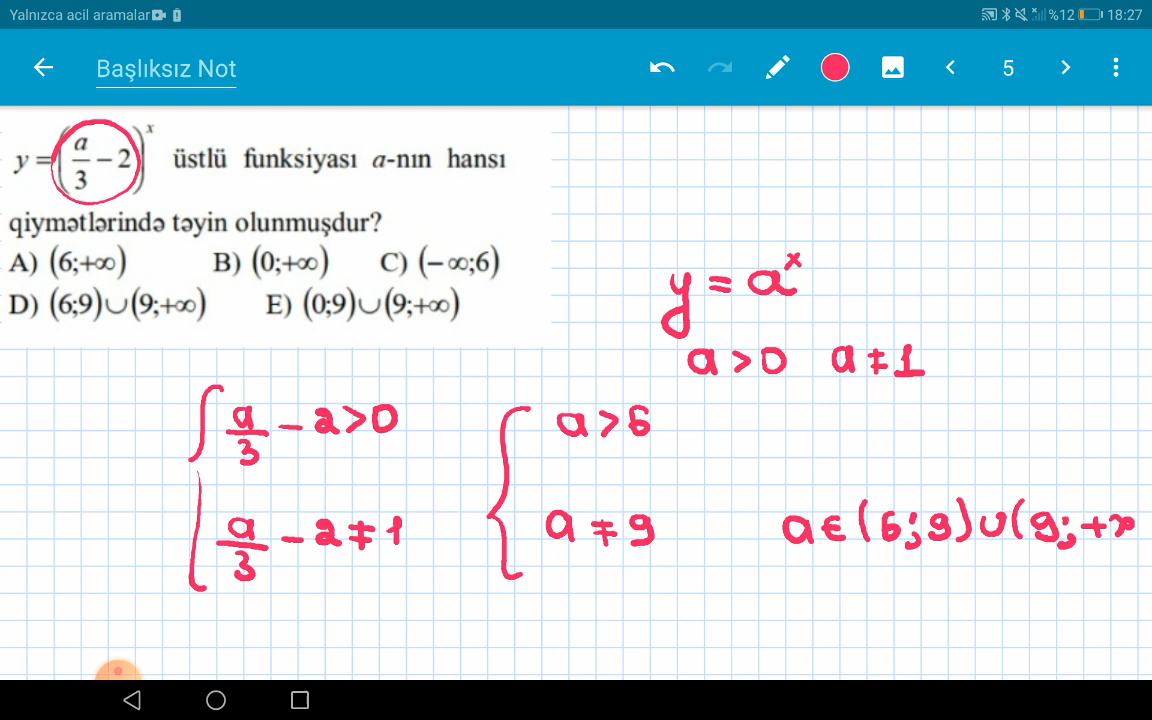 Yalnızca acil aramalar %12 18:27
Başlıksız Not 5
y = (a/3 − 2)^x üstlü funksiyası a-nın hansı
qiymətlərində təyin olunmuşdur?
A) (6;+∞) B) (0;+∞) C) (−∞;6)
D) (6;9)∪(9;+∞) E) (0;9)∪(9;+∞)
y = a^x
a > 0 a ≠ 1
a/3 − 2 > 0 a > 6
a/3 − 2 ≠ 1 a ≠ 9 a ∈ (6;9)∪(9;+∞